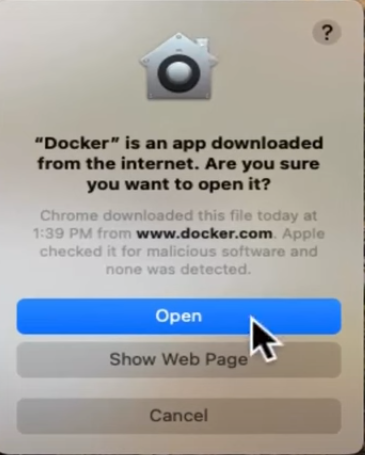 ?
“Docker” is an app downloaded
from the internet. Are you sure
you want to open it?
Chrome downloaded this file today at
1:39 PM from www.docker.com. Apple
checked it for malicious software and
none was detected.
Open
Show Web Page
Cancel